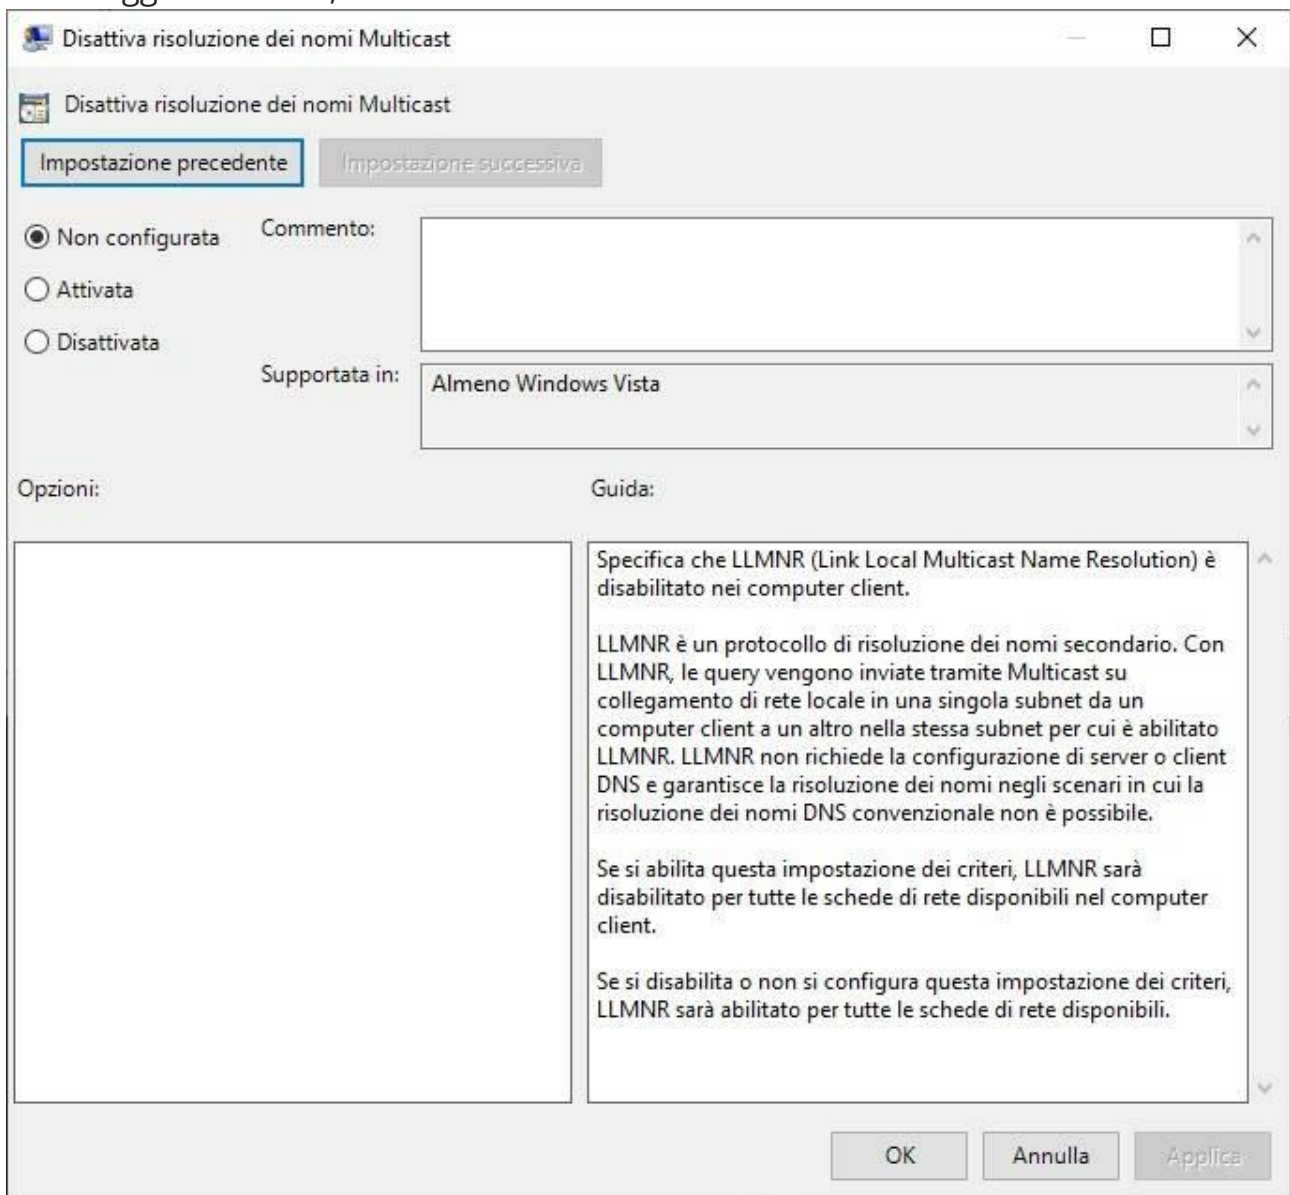 Disattiva risoluzione dei nomi Multicast
Disattiva risoluzione dei nomi Multicast
Impostazione precedente
Impostazione successiva
Non configurata
Commento:
Attivata
Disattivata
Supportata in:
Almeno Windows Vista
Opzioni:
Guida:
Specifica che LLMNR (Link Local Multicast Name Resolution) è
disabilitato nei computer client.
LLMNR è un protocollo di risoluzione dei nomi secondario. Con
LLMNR, le query vengono inviate tramite Multicast su
collegamento di rete locale in una singola subnet da un
computer client a un altro nella stessa subnet per cui è abilitato
LLMNR. LLMNR non richiede la configurazione di server o client
DNS e garantisce la risoluzione dei nomi negli scenari in cui la
risoluzione dei nomi DNS convenzionale non è possibile.
Se si abilita questa impostazione dei criteri, LLMNR sarà
disabilitato per tutte le schede di rete disponibili nel computer
client.
Se si disabilita o non si configura questa impostazione dei criteri,
LLMNR sarà abilitato per tutte le schede di rete disponibili.
OK
Annulla
Applica